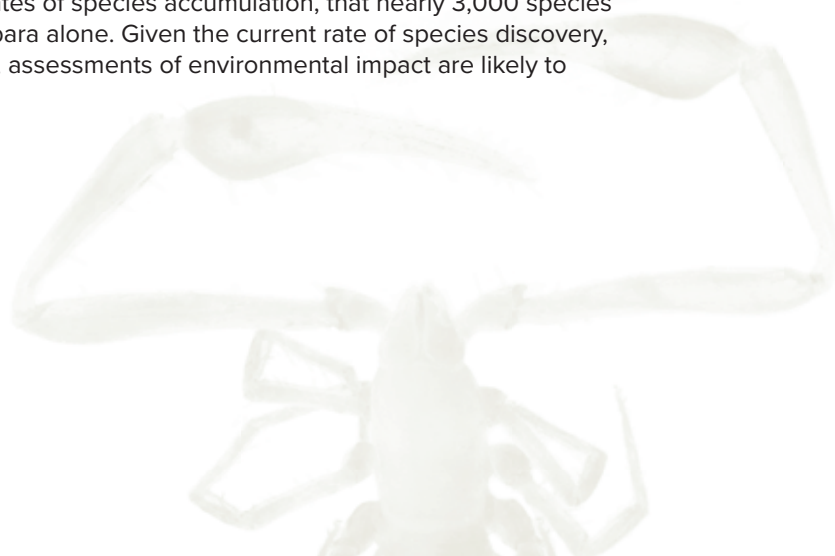 tes of species accumulation, that nearly 3,000 species
para alone. Given the current rate of species discovery,
assessments of environmental impact are likely to